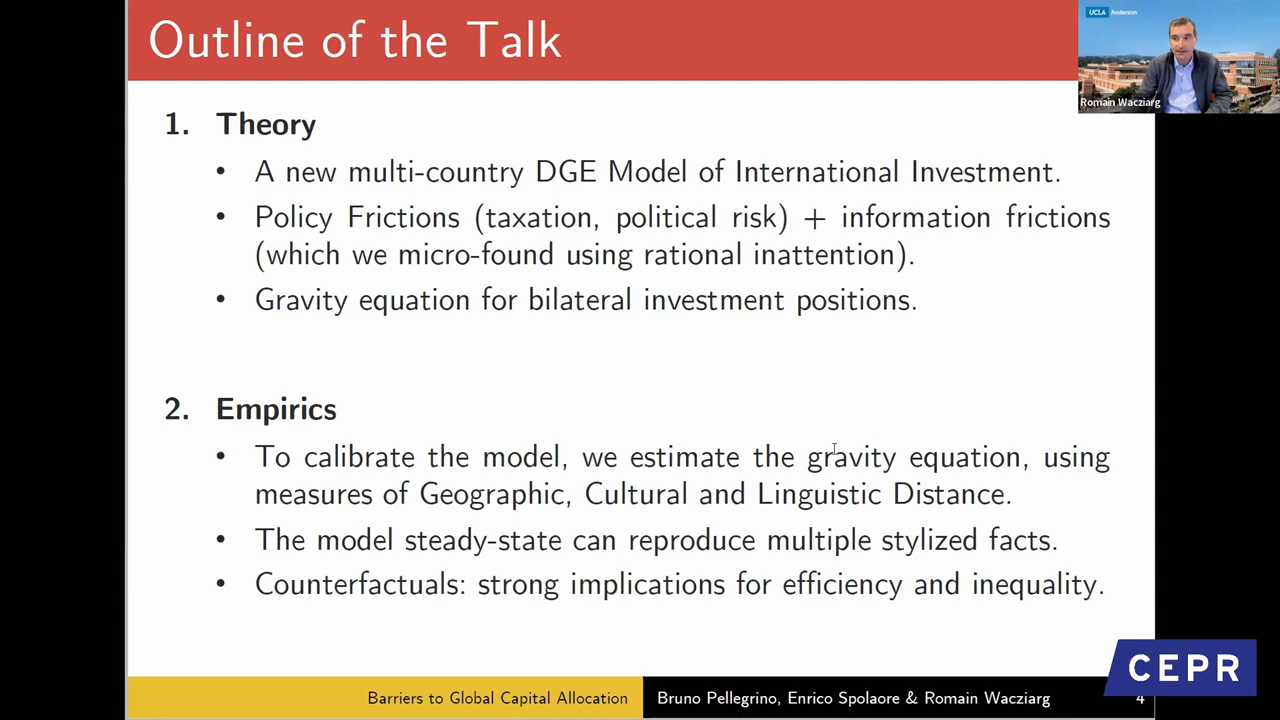 Outline of the Talk
UCLA Anderson
Romain Wacziarg
1. Theory
• A new multi-country DGE Model of International Investment.
• Policy Frictions (taxation, political risk) + information frictions
(which we micro-found using rational inattention).
• Gravity equation for bilateral investment positions.
2. Empirics
• To calibrate the model, we estimate the gravity equation, using
measures of Geographic, Cultural and Linguistic Distance.
• The model steady-state can reproduce multiple stylized facts.
• Counterfactuals: strong implications for efficiency and inequality.
CEPR
Barriers to Global Capital Allocation
Bruno Pellegrino, Enrico Spolaore & Romain Wacziarg
4